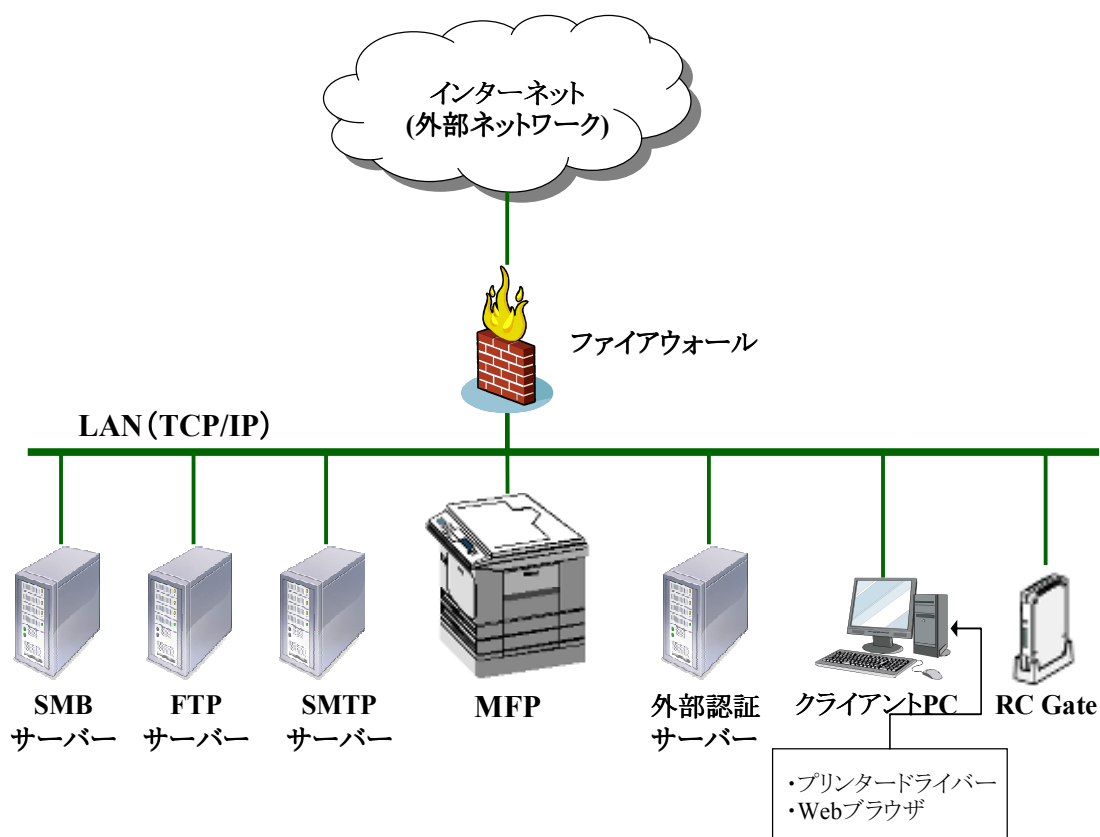 インターネット
(外部ネットワーク)
ファイアウォール
LAN(TCP/IP)
SMB
サーバー
FTP
サーバー
SMTP
サーバー
MFP
外部認証
サーバー
クライアントPC
RC Gate
・プリンタードライバー
・Webブラウザ